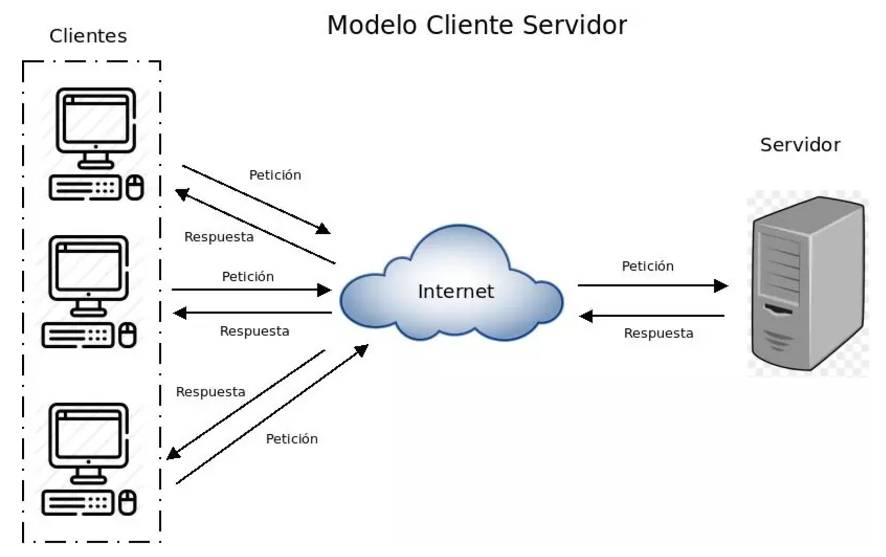 Modelo Cliente Servidor
Clientes
Servidor
Petición
Respuesta
Petición
Respuesta
Respuesta
Petición
Internet
Petición
Respuesta